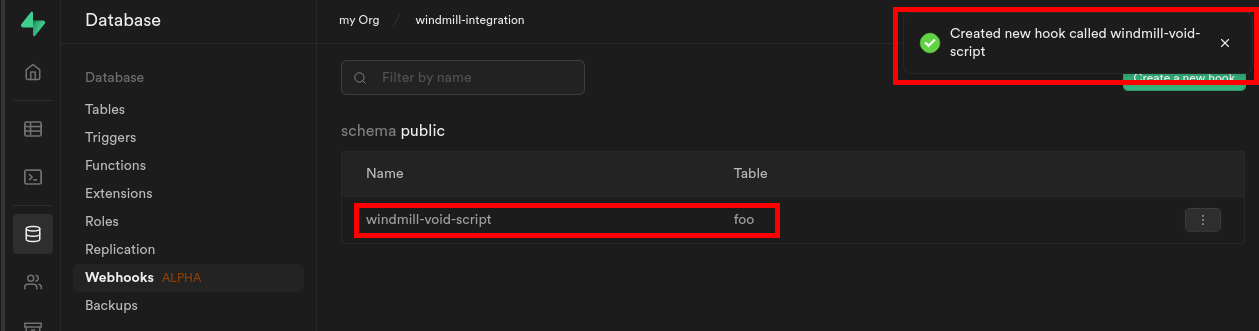 Database
my Org / windmill-integration
Created new hook called windmill-void-
script
Filter by name
Create a new hook
Database
Tables
Triggers
Functions
Extensions
Roles
Replication
Webhooks ALPHA
Backups
schema public
Name Table
windmill-void-script foo